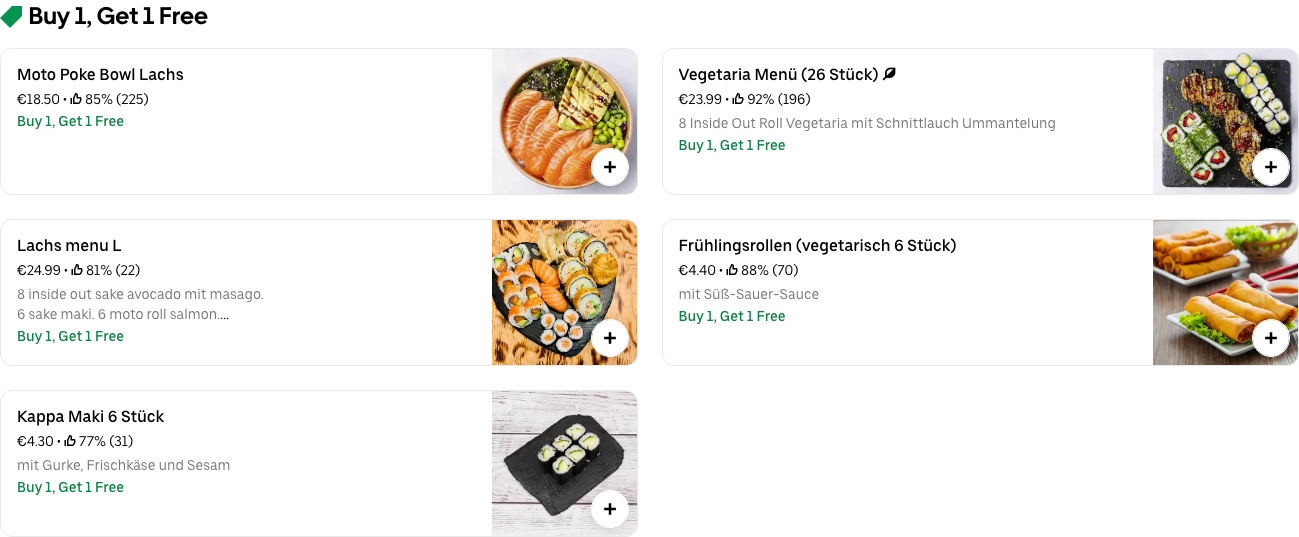 Buy 1, Get 1 Free
Moto Poke Bowl Lachs
€18.50 • 85% (225)
Buy 1, Get 1 Free
Vegetaria Menü (26 Stück)
€23.99 • 92% (196)
8 Inside Out Roll Vegetaria mit Schnittlauch Ummantelung
Buy 1, Get 1 Free
Lachs menu L
€24.99 • 81% (22)
8 inside out sake avocado mit masago.
6 sake maki. 6 moto roll salmon....
Buy 1, Get 1 Free
Frühlingsrollen (vegetarisch 6 Stück)
€4.40 • 88% (70)
mit Süß-Sauer-Sauce
Buy 1, Get 1 Free
Kappa Maki 6 Stück
€4.30 • 77% (31)
mit Gurke, Frischkäse und Sesam
Buy 1, Get 1 Free